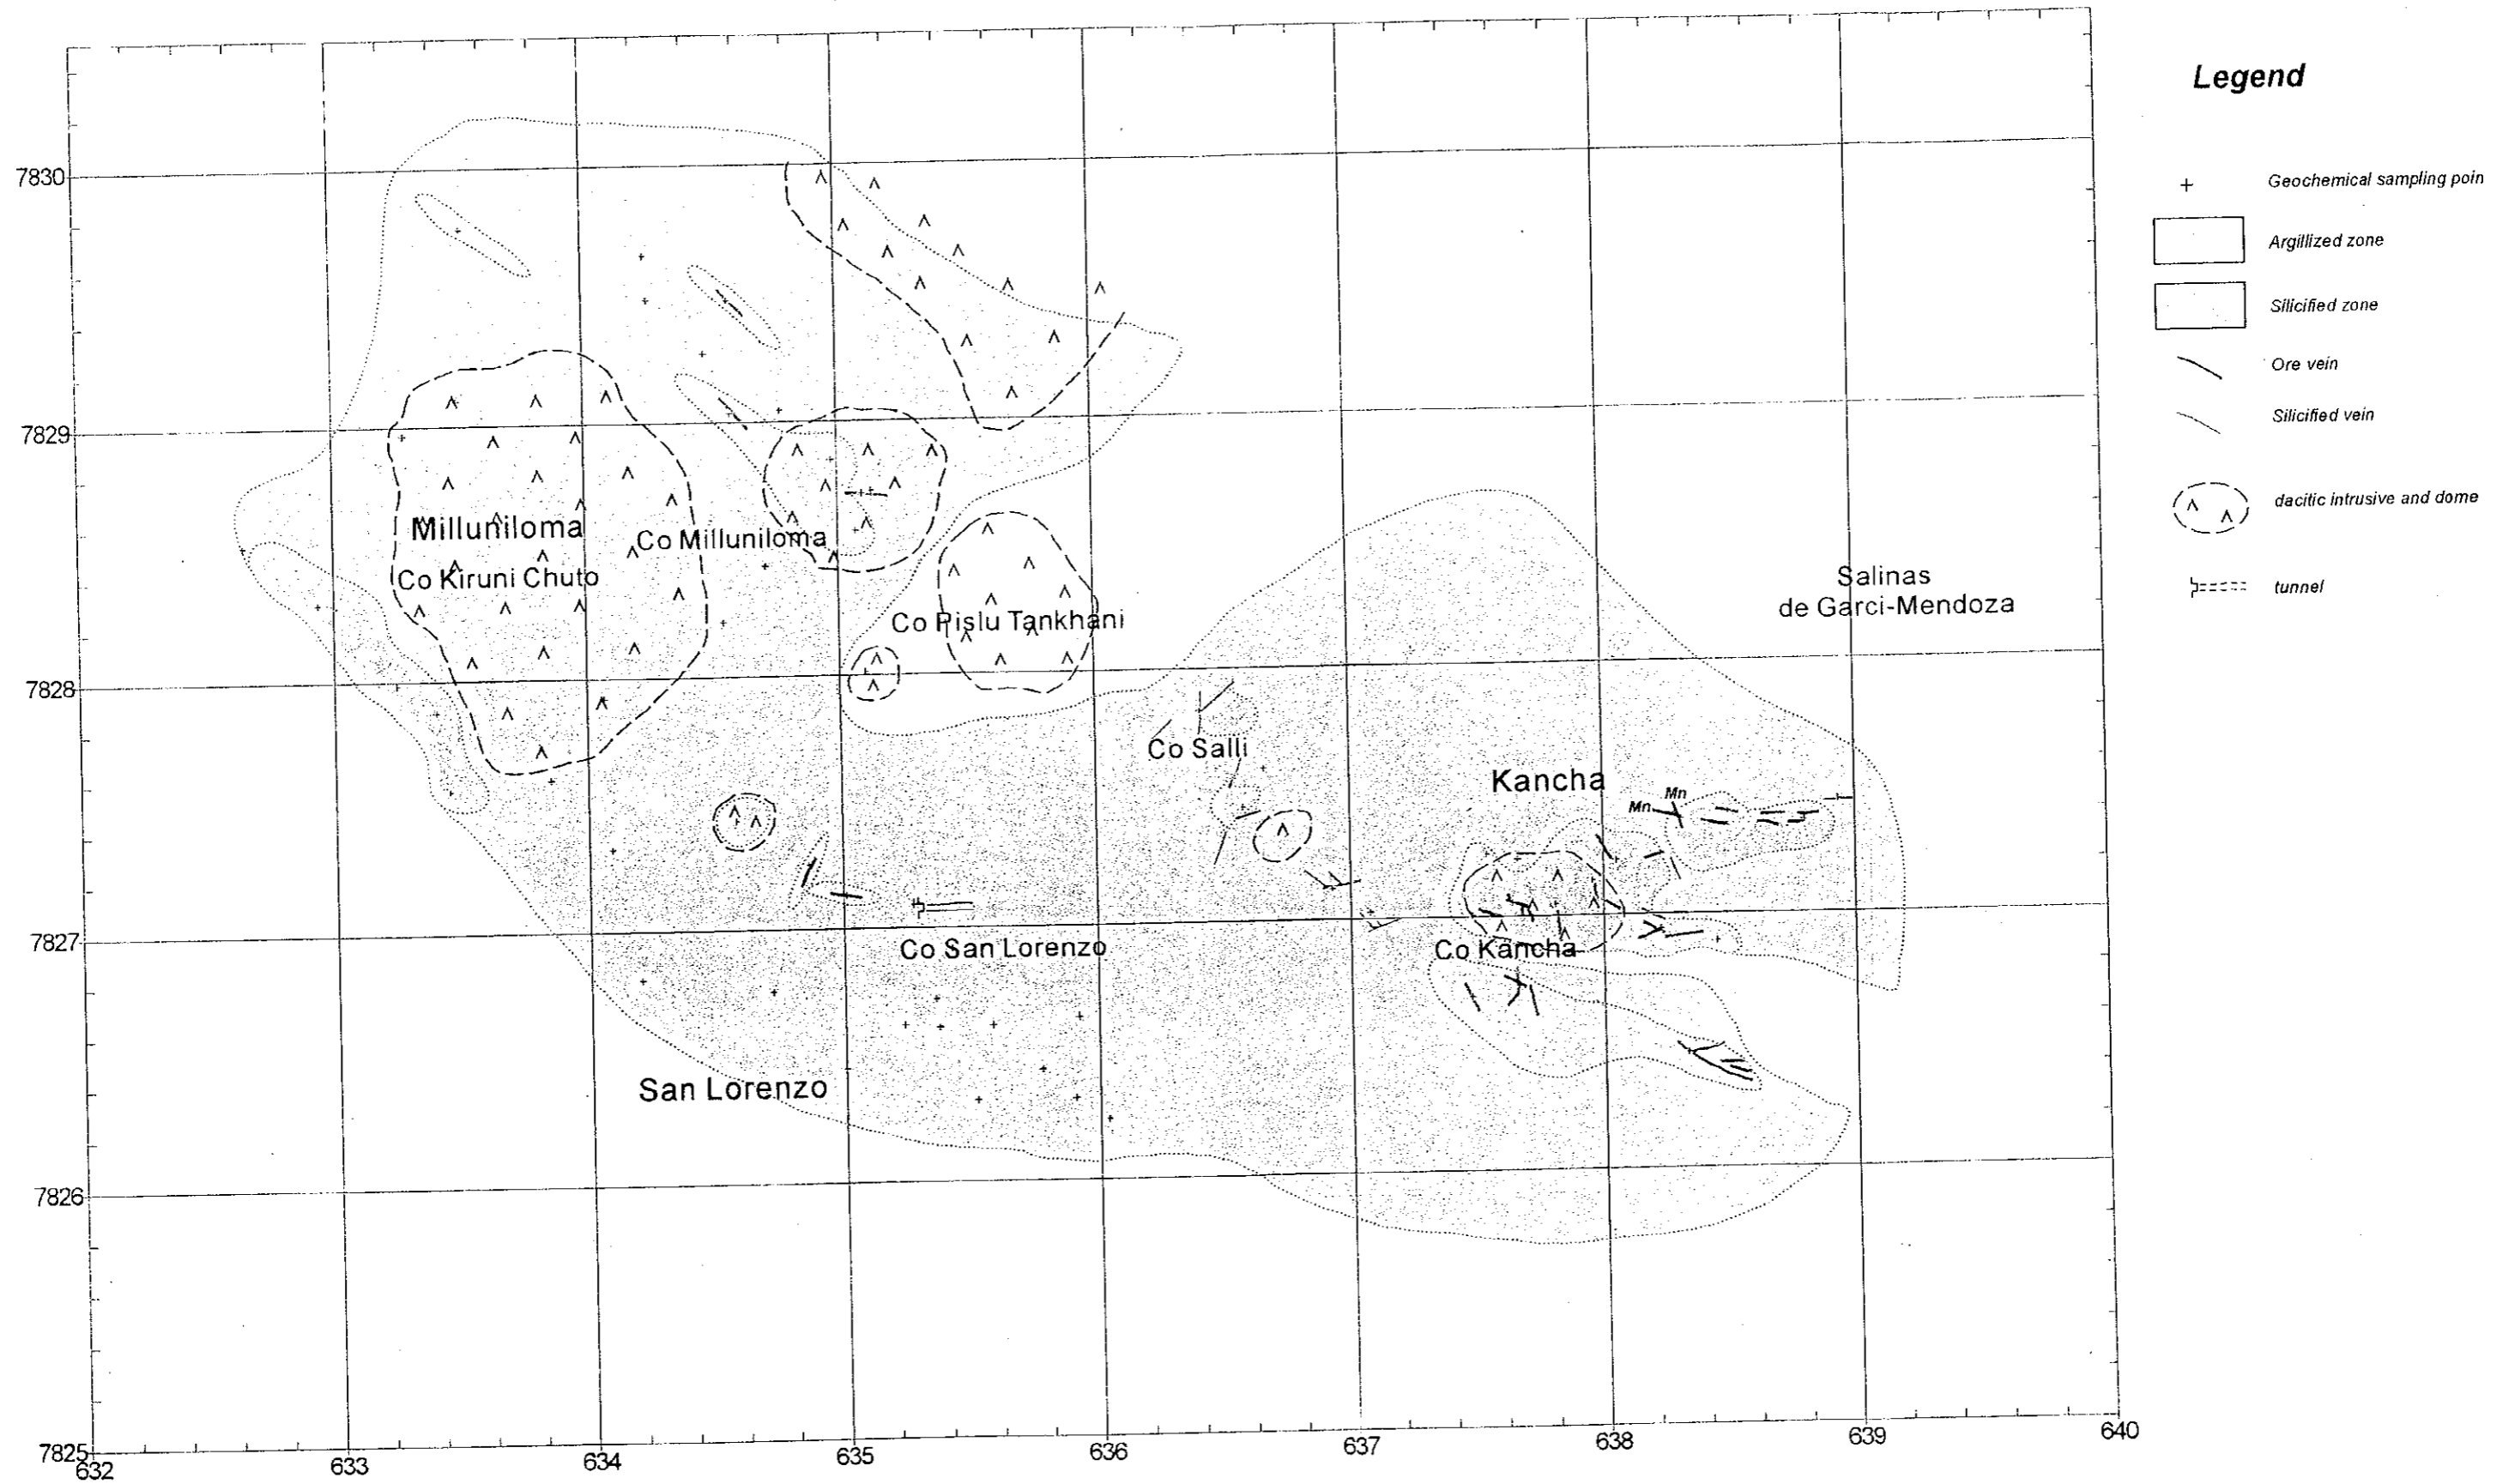 Legend
7830
Geochemical sampling poin
Argillized zone
Silicified zone
Ore vein
Silicified vein
dacitic intrusive and dome
tunnel
7829
Milluniloma
Co Milluniloma
Co Kiruni Chuto
Salinas
de Garci-Mendoza
Co Pislu Tankhani
7828
Co Salli
Kancha
Mn
Mn
7827
Co San Lorenzo
Co Kancha
San Lorenzo
7826
7825
632
633
634
635
636
637
638
639
640